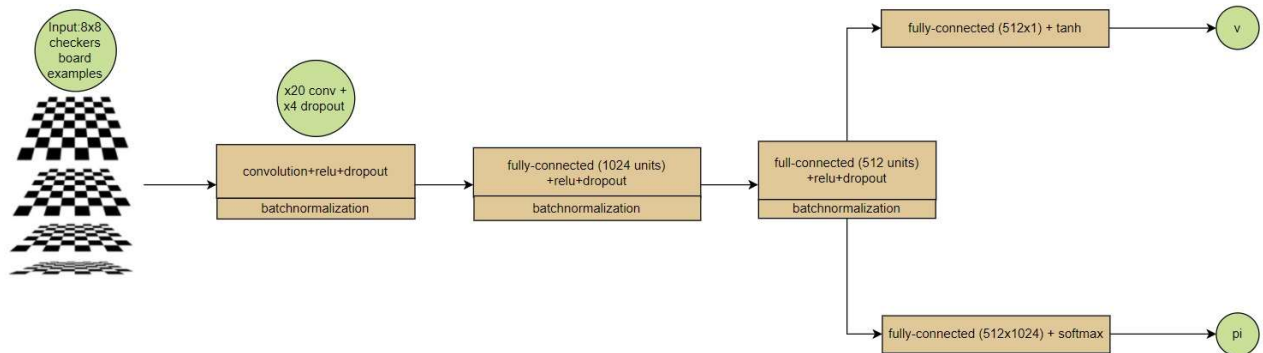 Input:8x8
checkers
board
examples
x20 conv +
x4 dropout
convolution+relu+dropout
batchnormalization
fully-connected (1024 units)
+relu+dropout
batchnormalization
full-connected (512 units)
+relu+dropout
batchnormalization
fully-connected (512x1) + tanh
v
fully-connected (512x1024) + softmax
pi